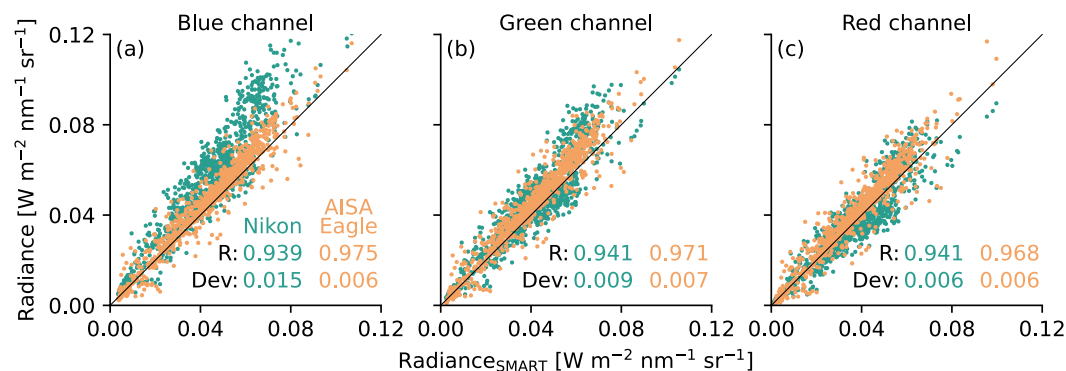 Blue channel
Green channel
Red channel
Radiance [W m⁻² nm⁻¹ sr⁻¹]
0.12
0.08
0.04
0.00
(a)
Nikon
AISA
Eagle
R: 0.939 0.975
Dev: 0.015 0.006
0.00 0.04 0.08 0.12
(b)
R: 0.941 0.971
Dev: 0.009 0.007
0.00 0.04 0.08 0.12
(c)
R: 0.941 0.968
Dev: 0.006 0.006
0.00 0.04 0.08 0.12
Radiance_SMART [W m⁻² nm⁻¹ sr⁻¹]